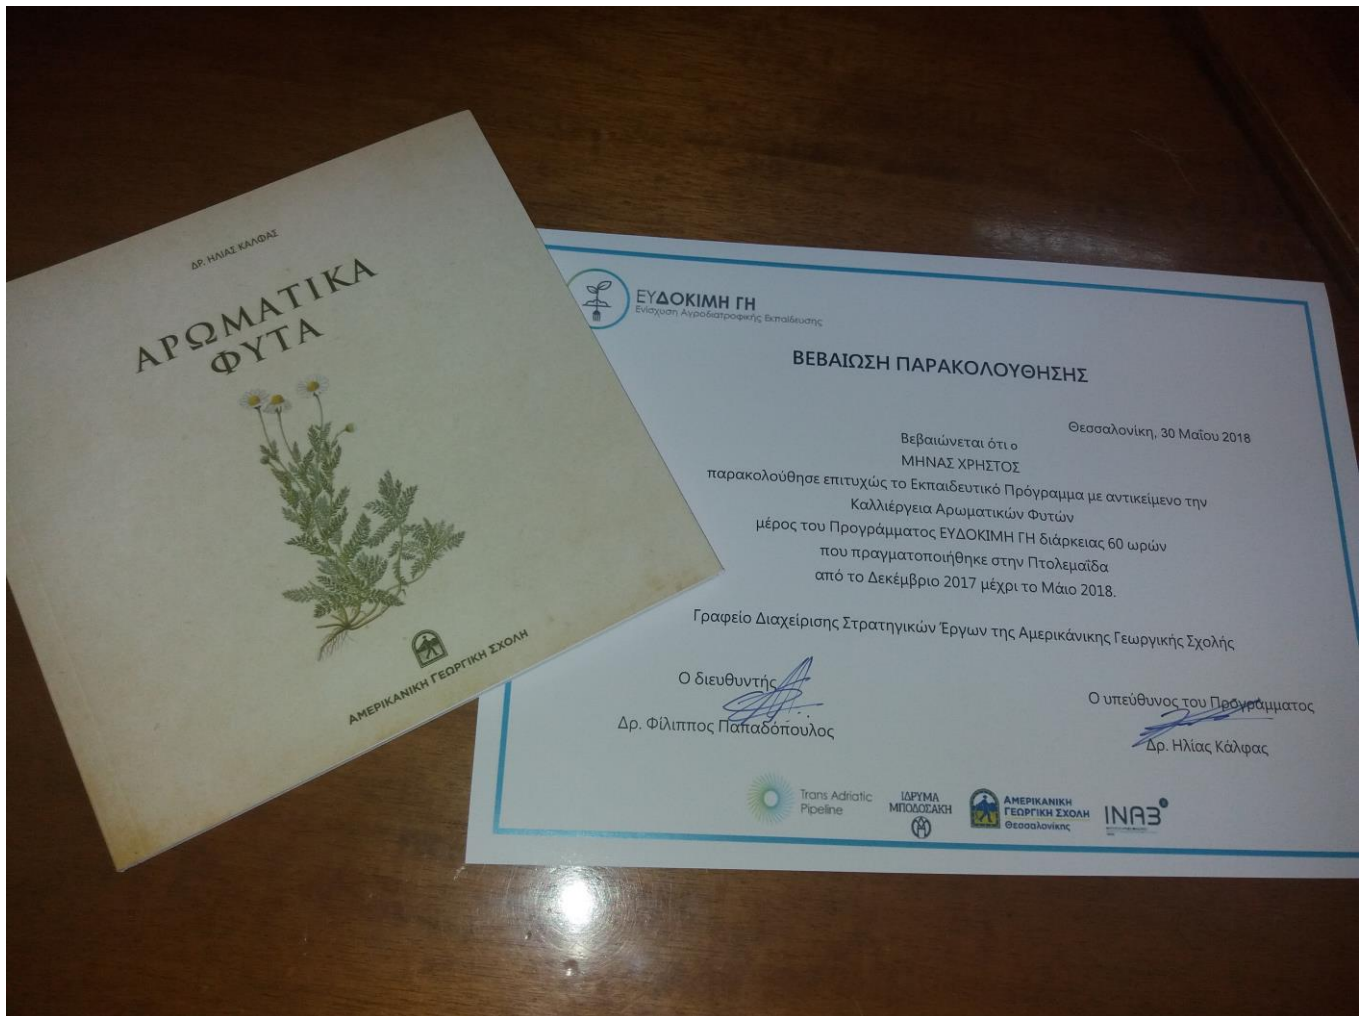 ΔΡ. ΗΛΙΑΣ ΚΑΛΦΑΣ
ΑΡΩΜΑΤΙΚΑ
ΦΥΤΑ
ΑΜΕΡΙΚΑΝΙΚΗ ΓΕΩΡΓΙΚΗ ΣΧΟΛΗ
ΕΥΔΟΚΙΜΗ ΓΗ
Ενίσχυση Αγροδιατροφικής Εκπαίδευσης
ΒΕΒΑΙΩΣΗ ΠΑΡΑΚΟΛΟΥΘΗΣΗΣ
Θεσσαλονίκη, 30 Μαΐου 2018
Βεβαιώνεται ότι ο
ΜΗΝΑΣ ΧΡΗΣΤΟΣ
παρακολούθησε επιτυχώς το Εκπαιδευτικό Πρόγραμμα με αντικείμενο την
Καλλιέργεια Αρωματικών Φυτών
μέρος του Προγράμματος ΕΥΔΟΚΙΜΗ ΓΗ διάρκειας 60 ωρών
που πραγματοποιήθηκε στην Πτολεμαΐδα
από το Δεκέμβριο 2017 μέχρι το Μάιο 2018.
Γραφείο Διαχείρισης Στρατηγικών Έργων της Αμερικάνικης Γεωργικής Σχολής
Ο διευθυντής
Δρ. Φίλιππος Παπαδόπουλος
Ο υπεύθυνος του Προγράμματος
Δρ. Ηλίας Κάλφας
Trans Adriatic
Pipeline
ΙΔΡΥΜΑ
ΜΠΟΔΟΣΑΚΗ
ΑΜΕΡΙΚΑΝΙΚΗ
ΓΕΩΡΓΙΚΗ ΣΧΟΛΗ
Θεσσαλονίκης
ΙΝΑΒ